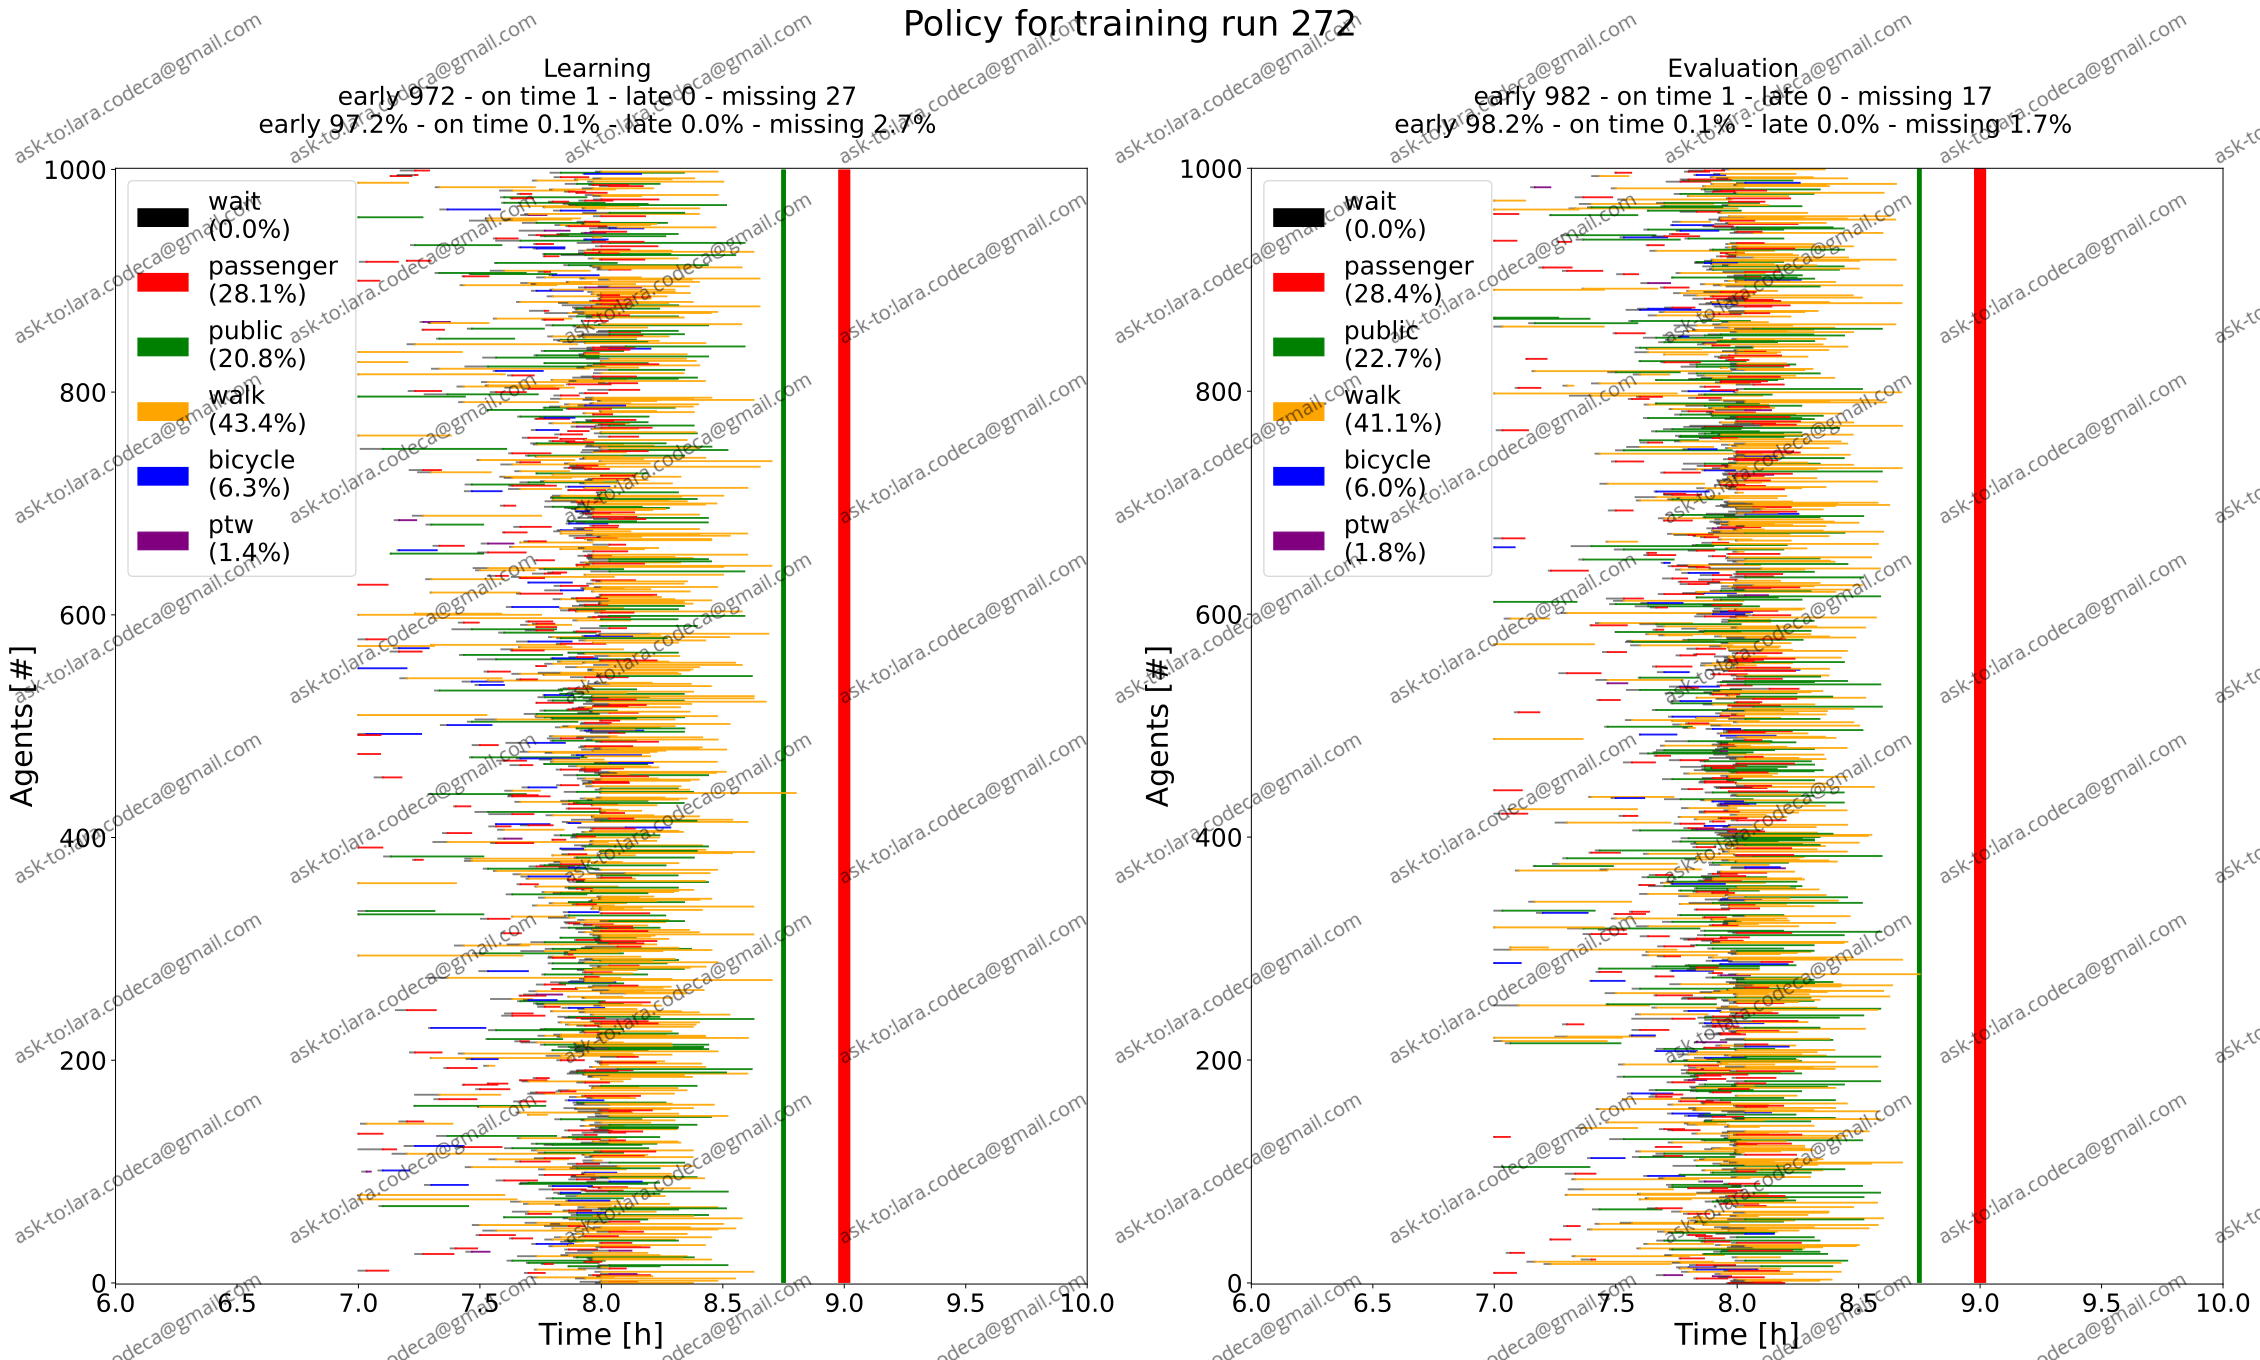 Policy for training run 272
Learning
early 972 - on time 1 - late 0 - missing 27
early 97.2% - on time 0.1% - late 0.0% - missing 2.7%
1000
800
600
400
200
0
Agents [#]
wait
(0.0%)
passenger
(28.1%)
public
(20.8%)
walk
(43.4%)
bicycle
(6.3%)
ptw
(1.4%)
6.0 6.5 7.0 7.5 8.0 8.5 9.0 9.5 10.0
Time [h]
Evaluation
early 982 - on time 1 - late 0 - missing 17
early 98.2% - on time 0.1% - late 0.0% - missing 1.7%
1000
800
600
400
200
0
Agents [#]
wait
(0.0%)
passenger
(28.4%)
public
(22.7%)
walk
(41.1%)
bicycle
(6.0%)
ptw
(1.8%)
6.0 6.5 7.0 7.5 8.0 8.5 9.0 9.5 10.0
Time [h]
ask-to:lara.codeca@gmail.com